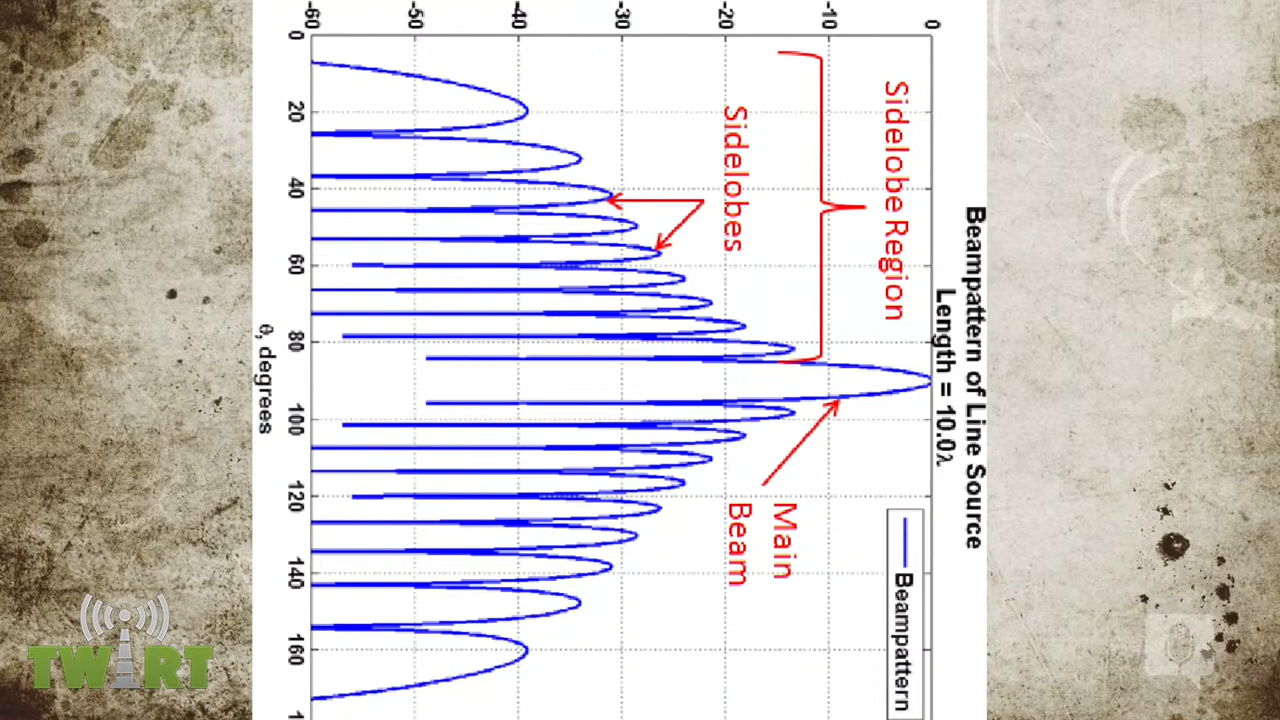 Beampattern of Line Source
Length = 10.0λ
Sidelobe Region
Sidelobes
Main
Beam
Beampattern
0
-10
-20
-30
-40
-50
-60
0
20
40
60
80
100
120
140
160
1
θ, degrees
TWiRT